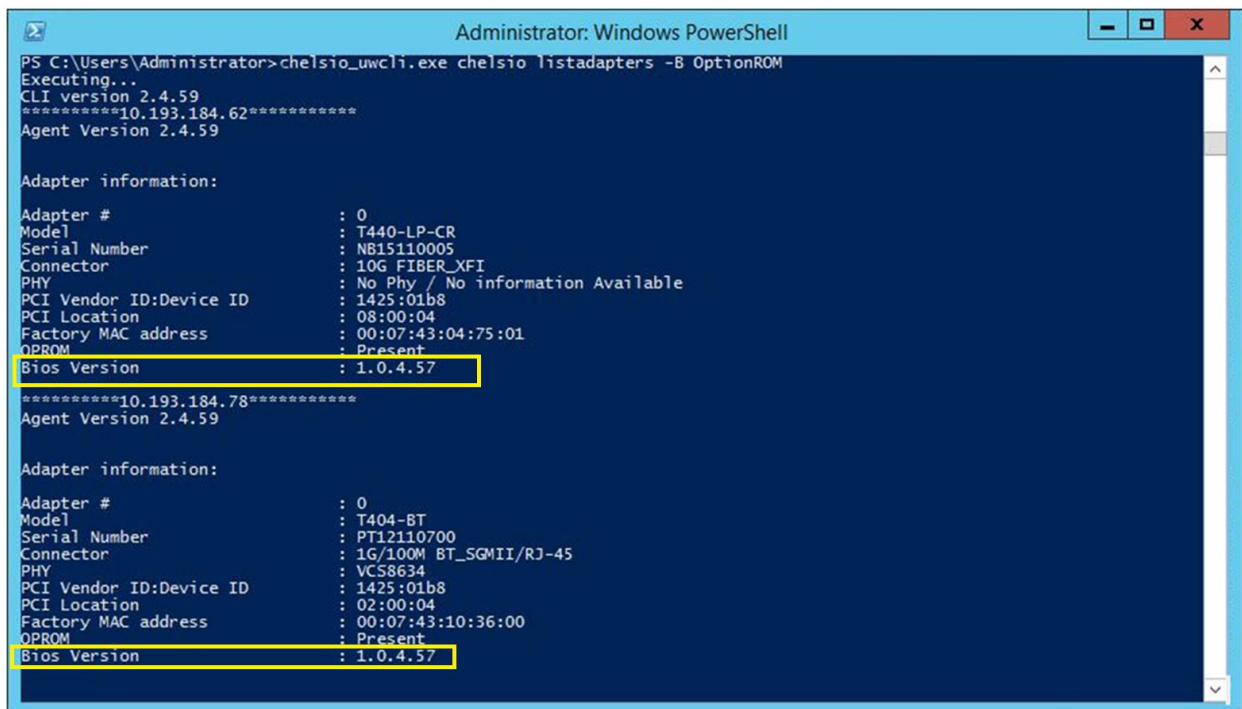 Administrator: Windows PowerShell
PS C:\Users\Administrator>chelsio_uwcli.exe chelsio listadapters -B OptionROM
Executing...
CLI version 2.4.59
**********10.193.184.62***********
Agent Version 2.4.59
Adapter information:
Adapter # : 0
Model : T440-LP-CR
Serial Number : NB15110005
Connector : 10G FIBER_XFI
PHY : No Phy / No information Available
PCI Vendor ID:Device ID : 1425:01b8
PCI Location : 08:00:04
Factory MAC address : 00:07:43:04:75:01
OPROM : Present
Bios Version : 1.0.4.57
**********10.193.184.78***********
Agent Version 2.4.59
Adapter information:
Adapter # : 0
Model : T404-BT
Serial Number : PT12110700
Connector : 1G/100M BT_SGMII/RJ-45
PHY : VCS8634
PCI Vendor ID:Device ID : 1425:01b8
PCI Location : 02:00:04
Factory MAC address : 00:07:43:10:36:00
OPROM : Present
Bios Version : 1.0.4.57